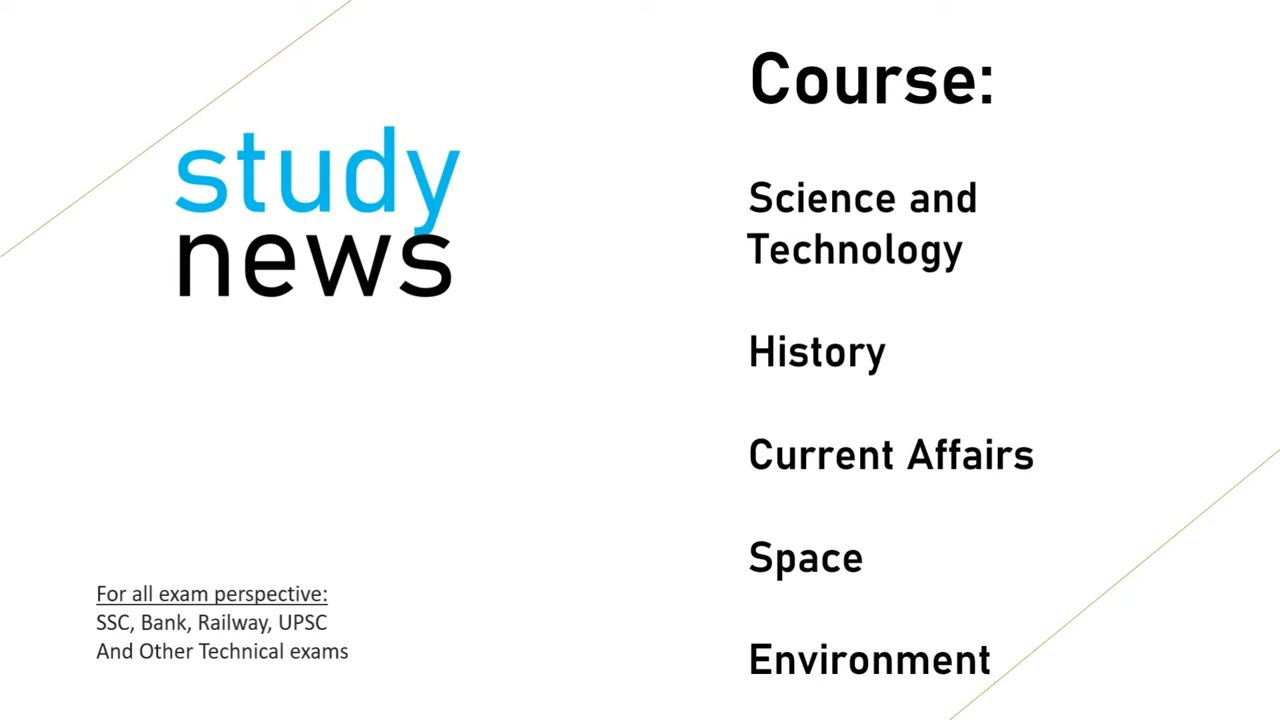 study
news
For all exam perspective:
SSC, Bank, Railway, UPSC
And Other Technical exams
Course:
Science and
Technology
History
Current Affairs
Space
Environment